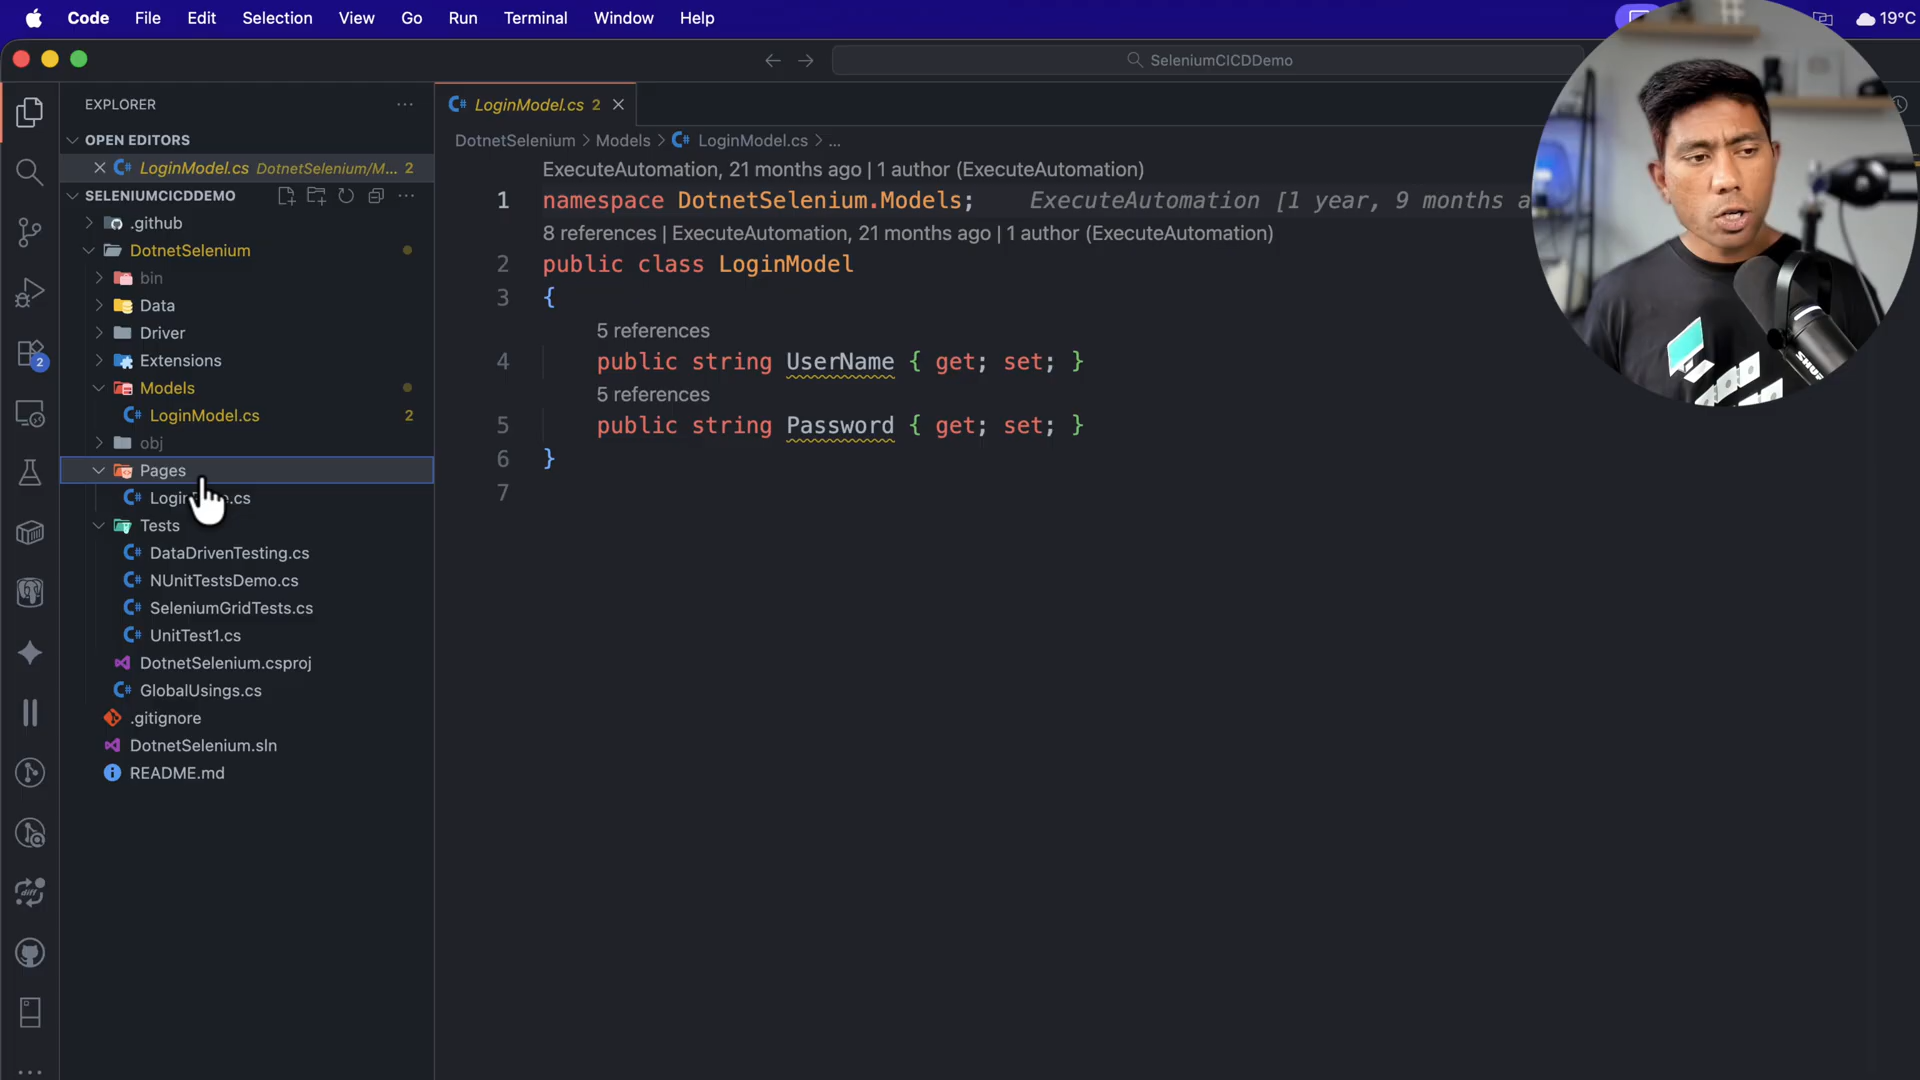 Code File Edit Selection View Go Run Terminal Window Help
19°C
SeleniumCICDDemo
EXPLORER
OPEN EDITORS
LoginModel.cs DotnetSelenium/M... 2
SELENIUMCICDDEMO
.github
DotnetSelenium
bin
Data
Driver
Extensions
Models
LoginModel.cs 2
obj
Pages
Tests
DataDrivenTesting.cs
NUnitTestsDemo.cs
SeleniumGridTests.cs
UnitTest1.cs
DotnetSelenium.csproj
GlobalUsings.cs
.gitignore
DotnetSelenium.sln
README.md
2
diff
LoginModel.cs 2
DotnetSelenium > Models > LoginModel.cs > ...
ExecuteAutomation, 21 months ago | 1 author (ExecuteAutomation)
1 namespace DotnetSelenium.Models; ExecuteAutomation [1 year, 9 months a
8 references | ExecuteAutomation, 21 months ago | 1 author (ExecuteAutomation)
2 public class LoginModel
3 {
5 references
4 public string UserName { get; set; }
5 references
5 public string Password { get; set; }
6 }
7
SHURE